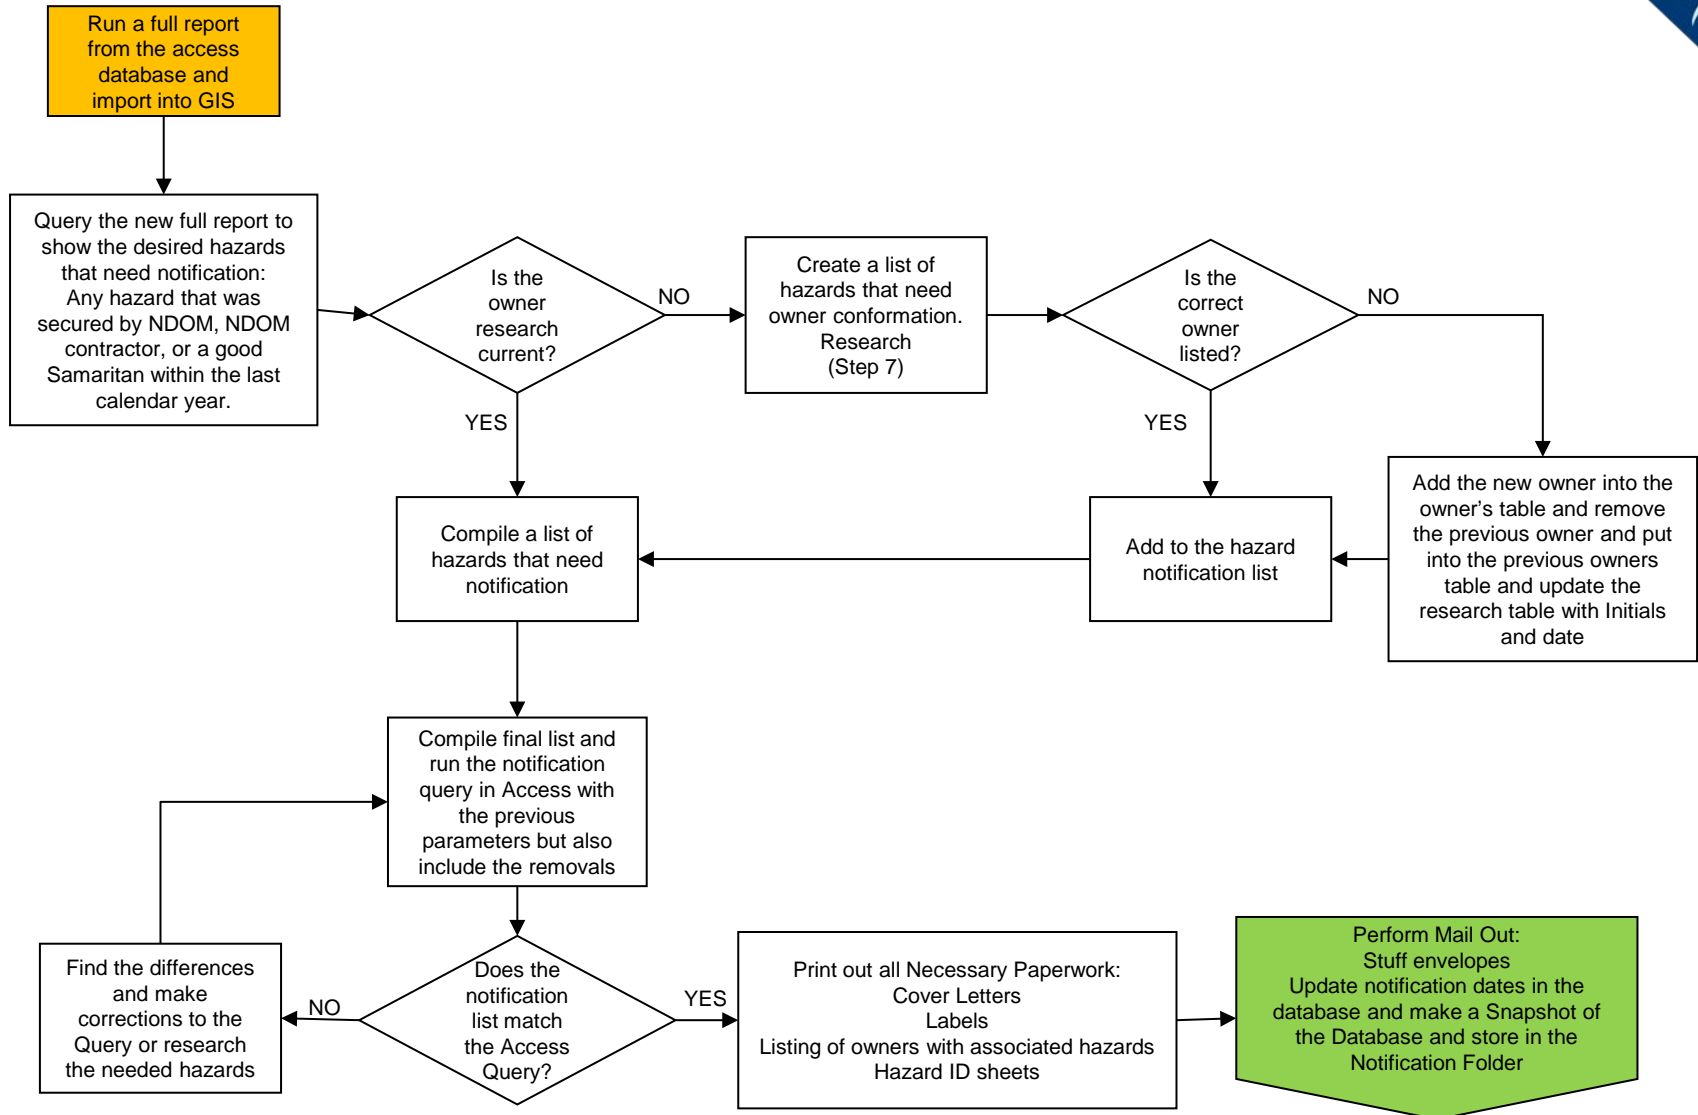 Run a full report
from the access
database and
import into GIS
Query the new full report to
show the desired hazards
that need notification:
Any hazard that was
secured by NDOM, NDOM
contractor, or a good
Samaritan within the last
calendar year.
Is the
owner
research
current?
NO
YES
Create a list of
hazards that need
owner conformation.
Research
(Step 7)
Is the
correct
owner
listed?
NO
YES
Add the new owner into the
owner’s table and remove
the previous owner and put
into the previous owners
table and update the
research table with Initials
and date
Add to the hazard
notification list
Compile a list of
hazards that need
notification
Compile final list and
run the notification
query in Access with
the previous
parameters but also
include the removals
Does the
notification
list match
the Access
Query?
NO
YES
Find the differences
and make
corrections to the
Query or research
the needed hazards
Print out all Necessary Paperwork:
Cover Letters
Labels
Listing of owners with associated hazards
Hazard ID sheets
Perform Mail Out:
Stuff envelopes
Update notification dates in the
database and make a Snapshot of
the Database and store in the
Notification Folder